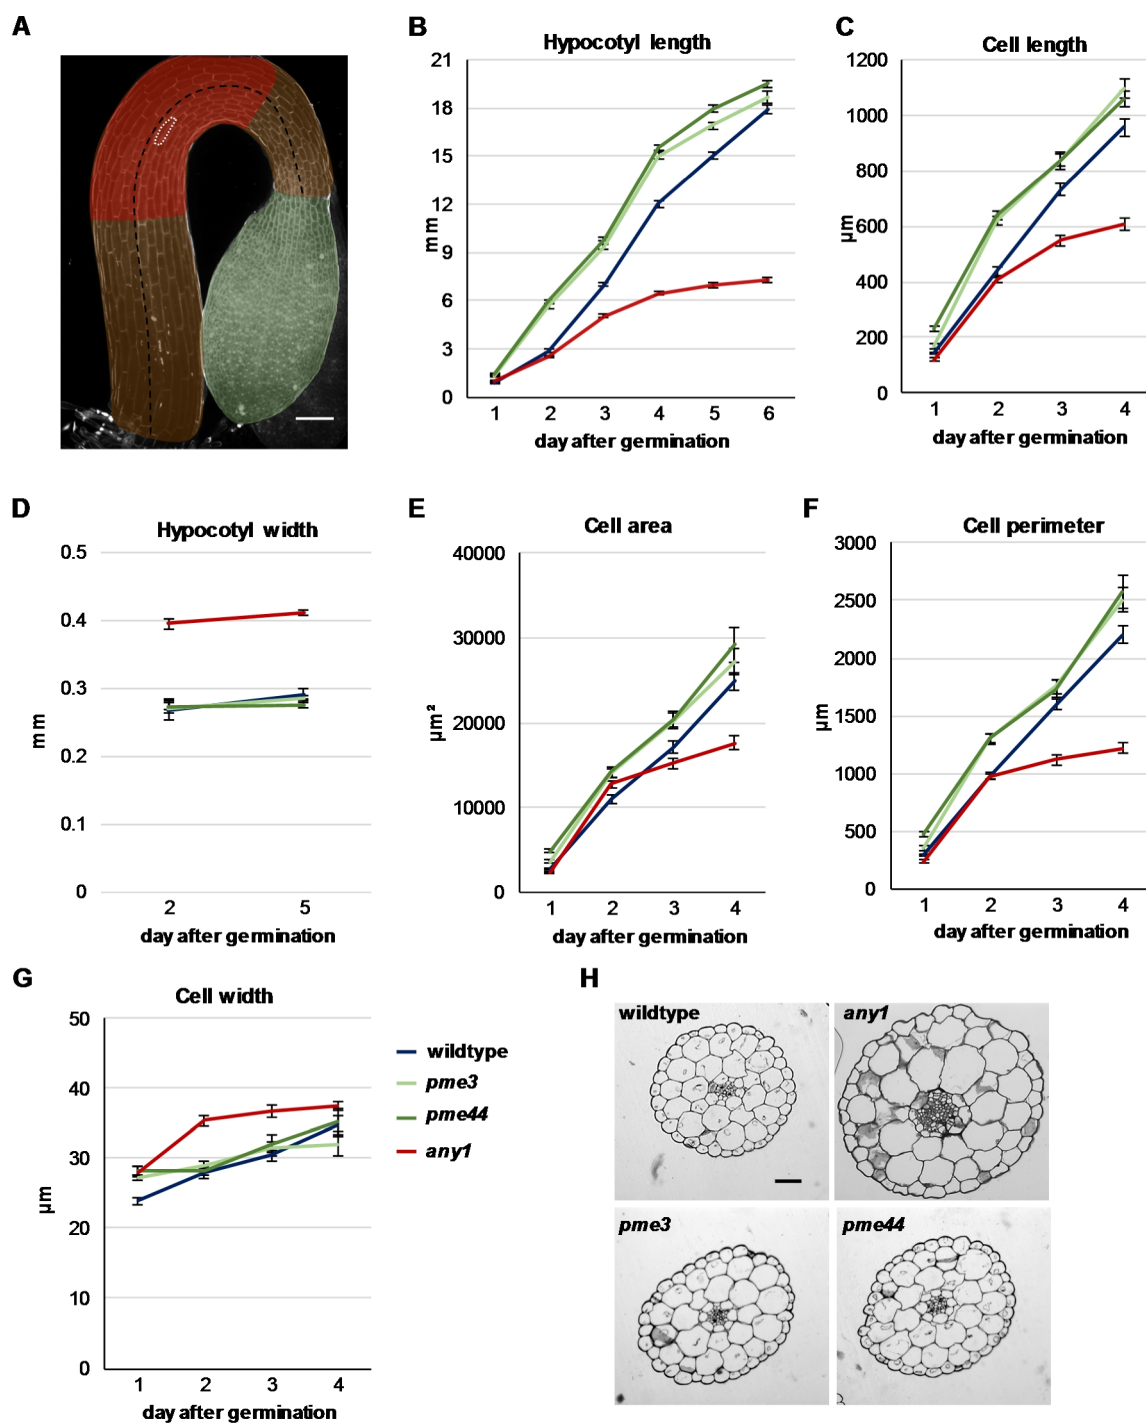 A
B
Hypocotyl length
21
18
15
12
9
6
3
0
mm
1 2 3 4 5 6
day after germination
C
Cell length
1200
1000
800
600
400
200
0
µm
1 2 3 4
day after germination
D
Hypocotyl width
0.5
0.4
0.3
0.2
0.1
0
mm
2 5
day after germination
E
Cell area
40000
30000
20000
10000
0
µm²
1 2 3 4
day after germination
F
Cell perimeter
3000
2500
2000
1500
1000
500
0
µm
1 2 3 4
day after germination
G
Cell width
50
40
30
20
10
0
µm
1 2 3 4
day after germination
wildtype
pme3
pme44
any1
H
wildtype
any1
pme3
pme44